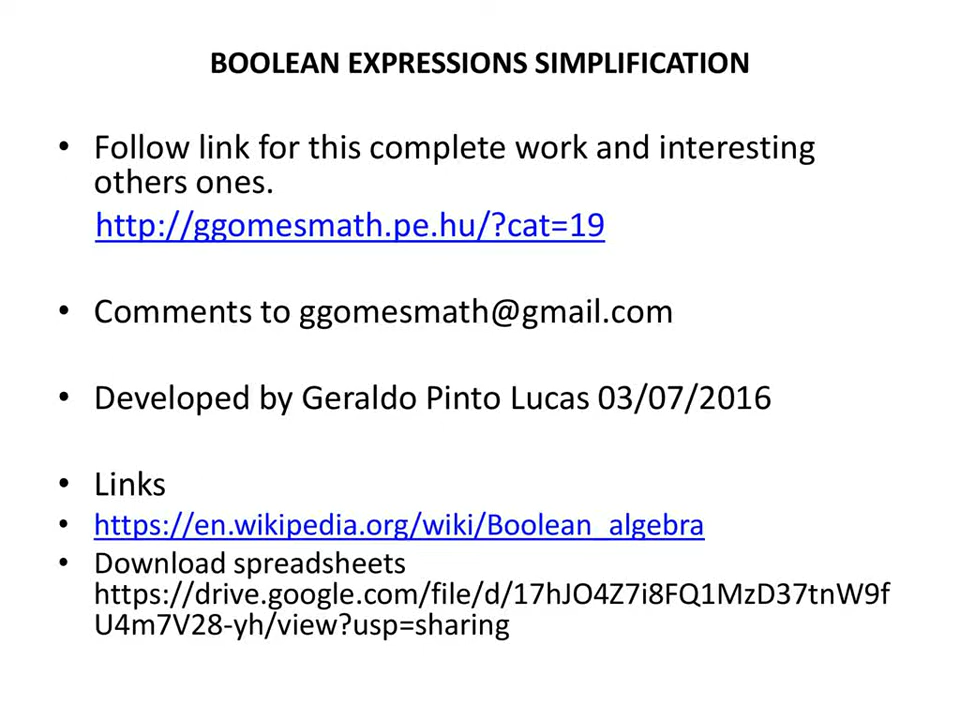 BOOLEAN EXPRESSIONS SIMPLIFICATION
• Follow link for this complete work and interesting
others ones.
http://ggomesmath.pe.hu/?cat=19
• Comments to ggomesmath@gmail.com
• Developed by Geraldo Pinto Lucas 03/07/2016
• Links
• https://en.wikipedia.org/wiki/Boolean_algebra
• Download spreadsheets
https://drive.google.com/file/d/17hJO4Z7i8FQ1MzD37tnW9f
U4m7V28-yh/view?usp=sharing